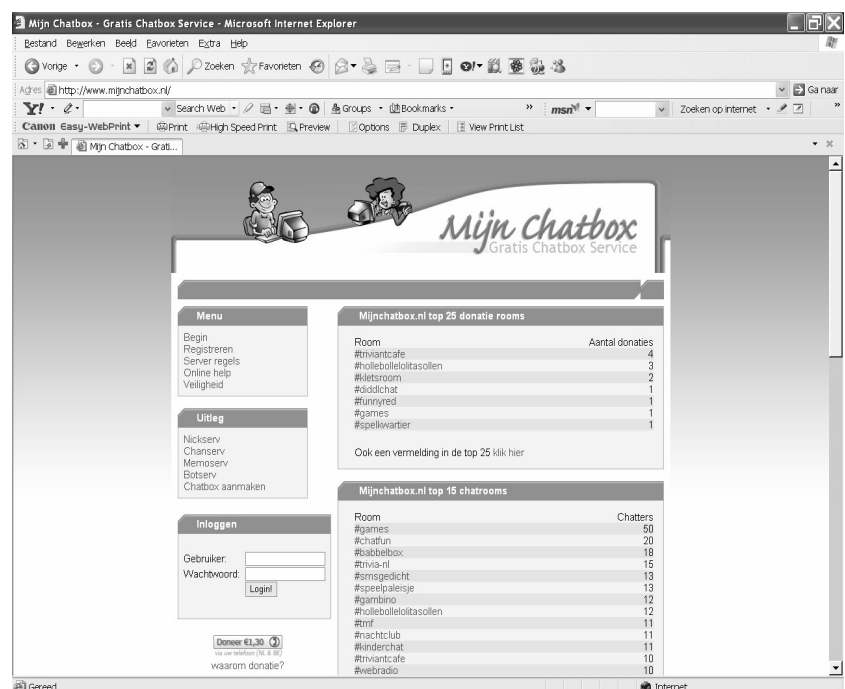 Mijn Chatbox - Gratis Chatbox Service - Microsoft Internet Explorer
Bestand Bewerken Beeld Favorieten Extra Help
Vorige Zoeken Favorieten
Adres http://www.mijnchatbox.nl/ Ga naar
Y! Search Web Groups Bookmarks » msn Zoeken op internet »
Canon Easy-WebPrint Print High Speed Print Preview Options Duplex View Print List
Mijn Chatbox - Grati...
Mijn Chatbox
Gratis Chatbox Service
Menu
Begin
Registreren
Server regels
Online help
Veiligheid
Uitleg
Nickserv
Chanserv
Memoserv
Botserv
Chatbox aanmaken
Inloggen
Gebruiker:
Wachtwoord:
Login!
Doneer €1,30
via uw telefoon (NL & BE)
waarom donatie?
Mijnchatbox.nl top 25 donatie rooms
Room Aantal donaties
#triviantcafe 4
#hollebollelolitasollen 3
#kletsroom 2
#diddlchat 1
#funnyred 1
#games 1
#spelkwartier 1
Ook een vermelding in de top 25 klik hier
Mijnchatbox.nl top 15 chatrooms
Room Chatters
#games 50
#chatfun 20
#babbelbox 18
#trivia-nl 15
#smsgedicht 13
#speelpaleisje 13
#gambino 12
#hollebollelolitasollen 12
#tmf 11
#nachtclub 11
#kinderchat 11
#triviantcafe 10
#webradio 10
Gereed Internet